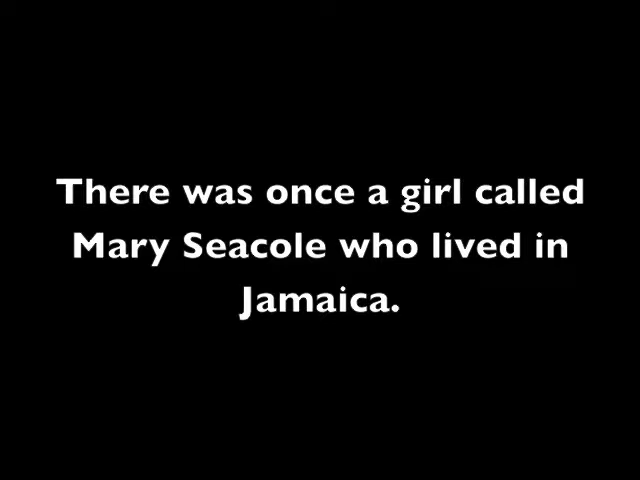 There was once a girl called
Mary Seacole who lived in
Jamaica.